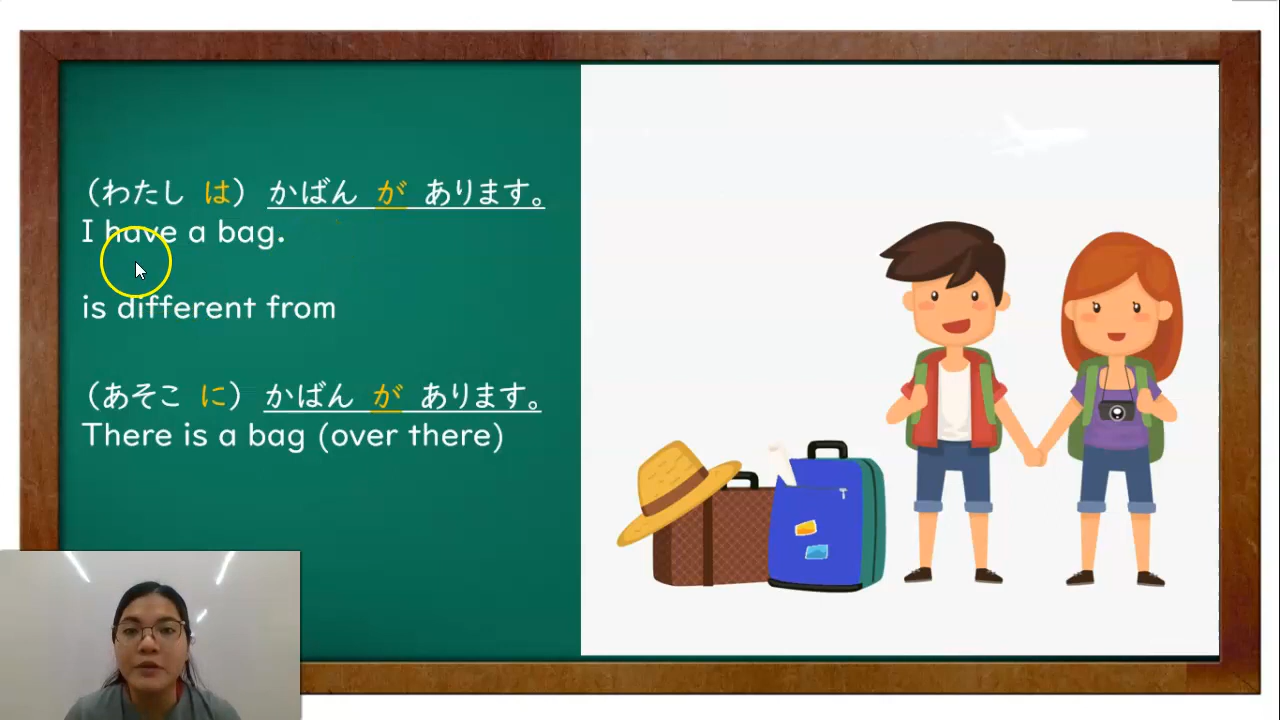 （わたし は） かばん が あります。
I have a bag.
is different from
（あそこ に） かばん が あります。
There is a bag (over there)